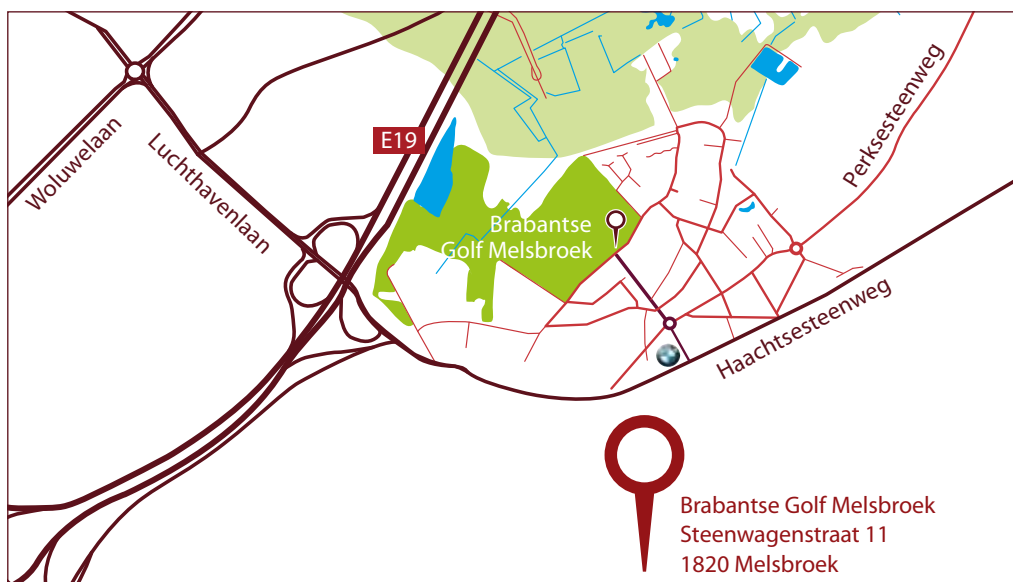 Woluwelaan
Luchthavenlaan
E19
Perksesteenweg
Brabantse
Golf Melsbroek
Haachtsesteenweg
Brabantse Golf Melsbroek
Steenwagenstraat 11
1820 Melsbroek